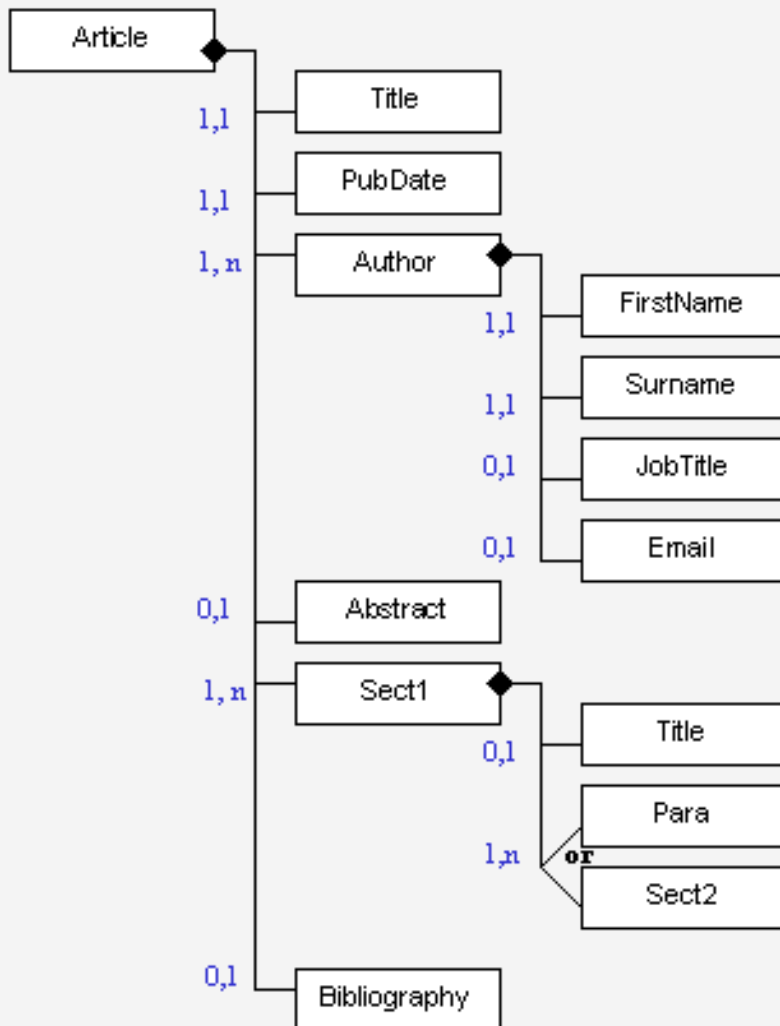 Article
Title
1,1
PubDate
1,1
Author
1, n
FirstName
1,1
Surname
1,1
JobTitle
0,1
Email
0,1
Abstract
0,1
Sect1
1, n
Title
0,1
Para
1,n
or
Sect2
Bibliography
0,1